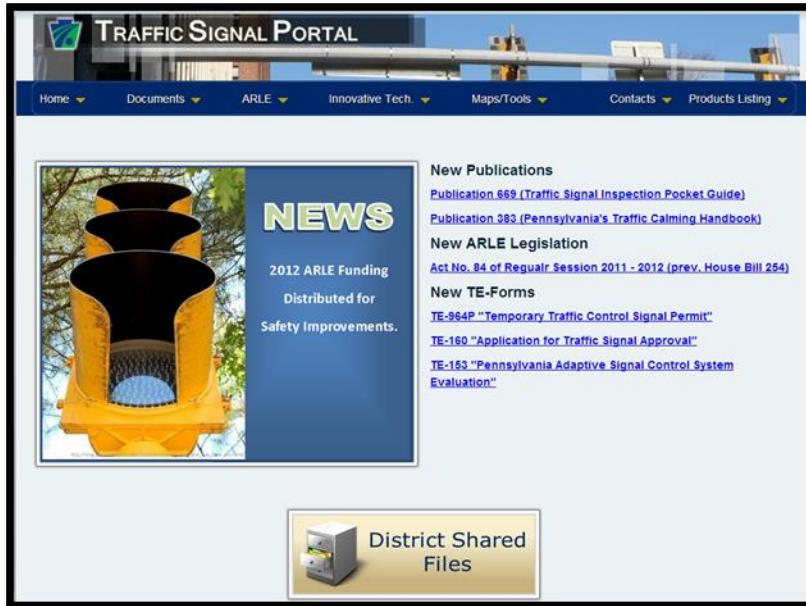 TRAFFIC SIGNAL PORTAL
Home Documents ARLE Innovative Tech. Maps/Tools Contacts Products Listing
NEWS
2012 ARLE Funding
Distributed for
Safety Improvements.
New Publications
Publication 669 (Traffic Signal Inspection Pocket Guide)
Publication 383 (Pennsylvania's Traffic Calming Handbook)
New ARLE Legislation
Act No. 84 of Regualr Session 2011 - 2012 (prev. House Bill 254)
New TE-Forms
TE-964P "Temporary Traffic Control Signal Permit"
TE-160 "Application for Traffic Signal Approval"
TE-153 "Pennsylvania Adaptive Signal Control System
Evaluation"
District Shared
Files